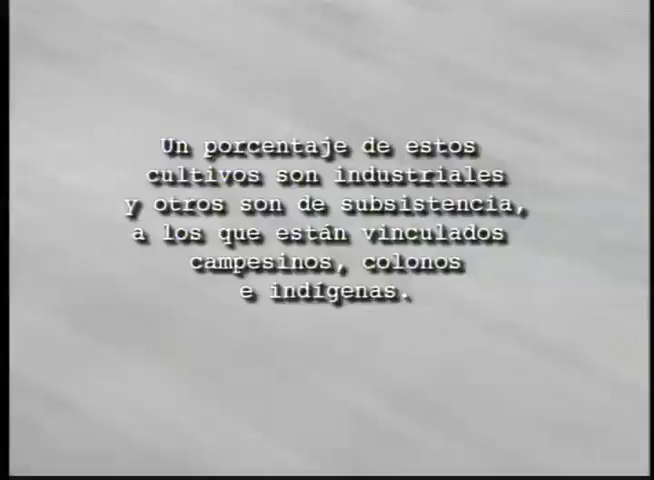 Un porcentaje de estos
cultivos son industriales
y otros son de subsistencia,
a los que están vinculados
campesinos, colonos
e indígenas.